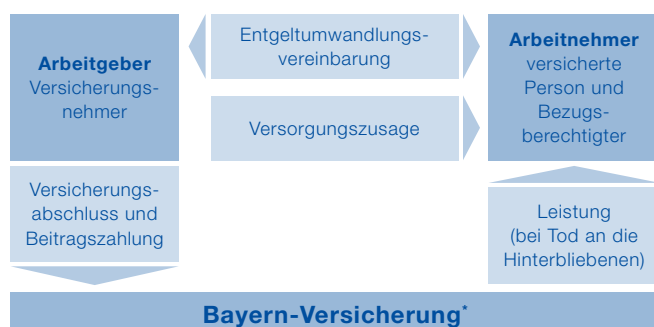 Arbeitgeber
Versicherungs-
nehmer
Entgeltumwandlungs-
vereinbarung
Versorgungszusage
Arbeitnehmer
versicherte
Person und
Bezugs-
berechtigter
Versicherungs-
abschluss und
Beitragszahlung
Leistung
(bei Tod an die
Hinterbliebenen)
Bayern-Versicherung*